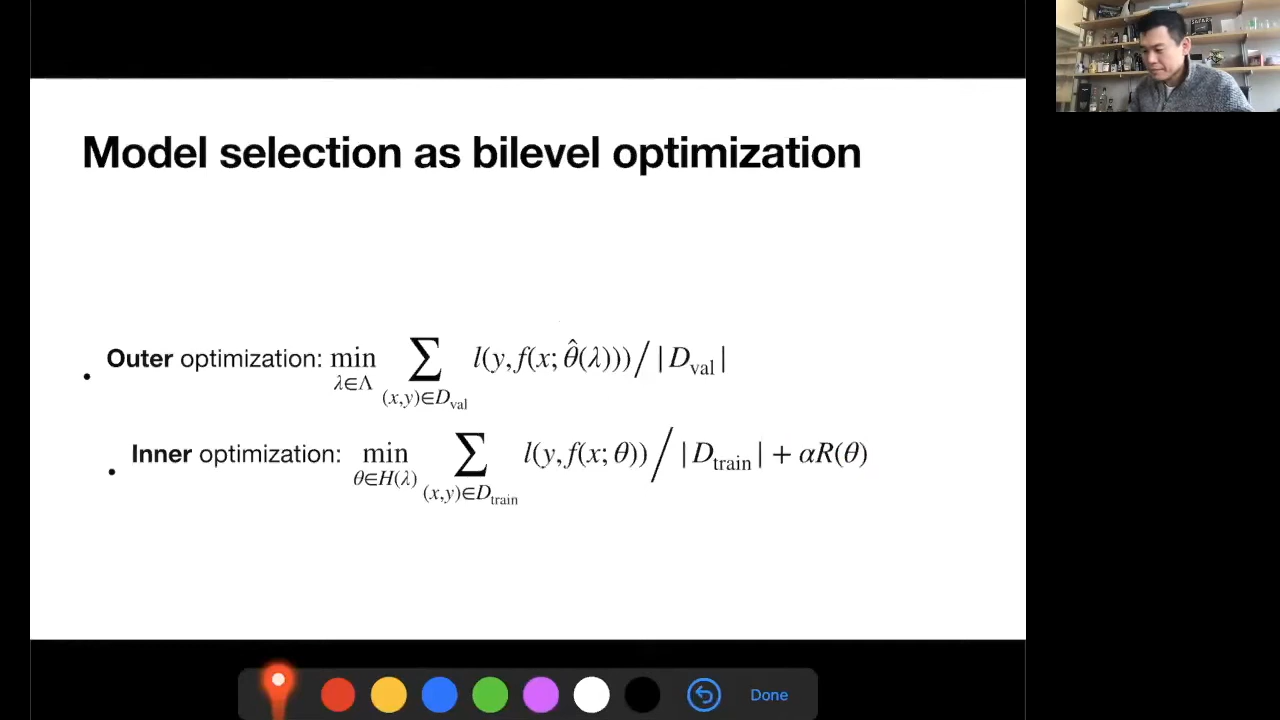 Model selection as bilevel optimization
• Outer optimization: min_{λ∈Λ} ∑_{(x,y)∈D_val} l(y, f(x; θ̂(λ))) / |D_val|
• Inner optimization: min_{θ∈H(λ)} ∑_{(x,y)∈D_train} l(y, f(x; θ)) / |D_train| + αR(θ)
Done